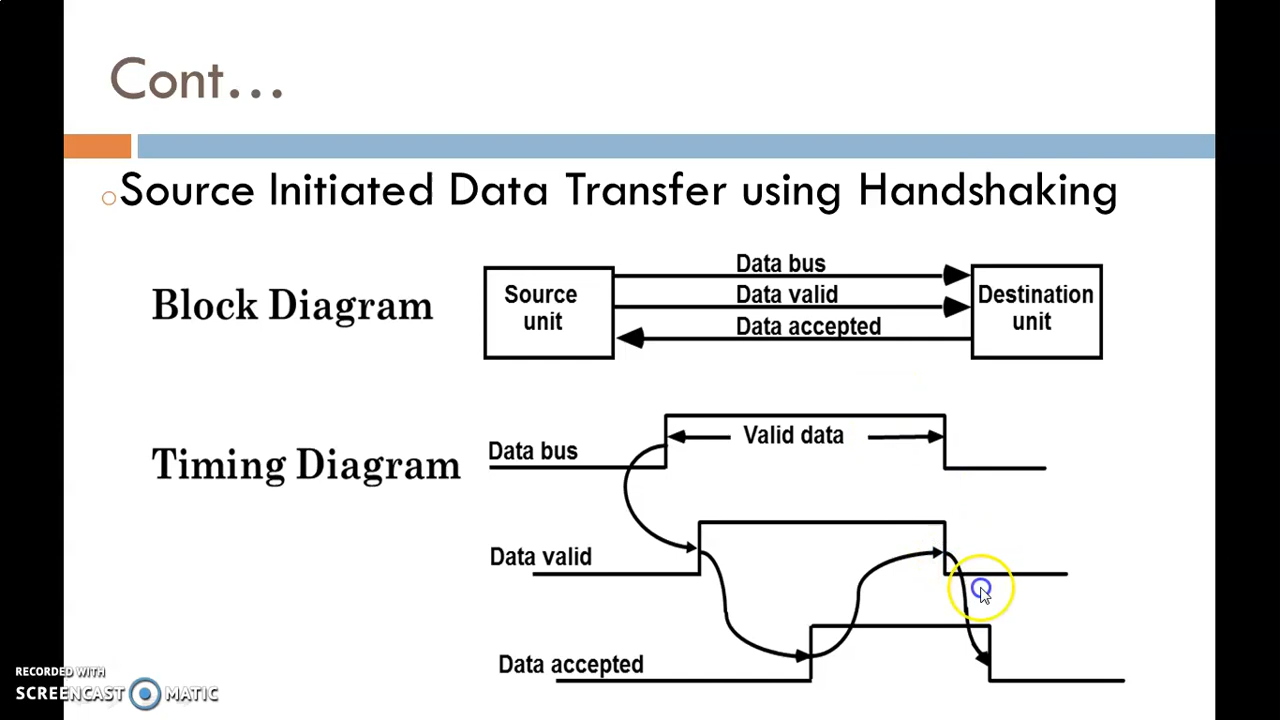 Cont...
Source Initiated Data Transfer using Handshaking
Block Diagram
Source
unit
Data bus
Data valid
Data accepted
Destination
unit
Timing Diagram
Data bus
Valid data
Data valid
Data accepted
RECORDED WITH
SCREENCAST MATIC